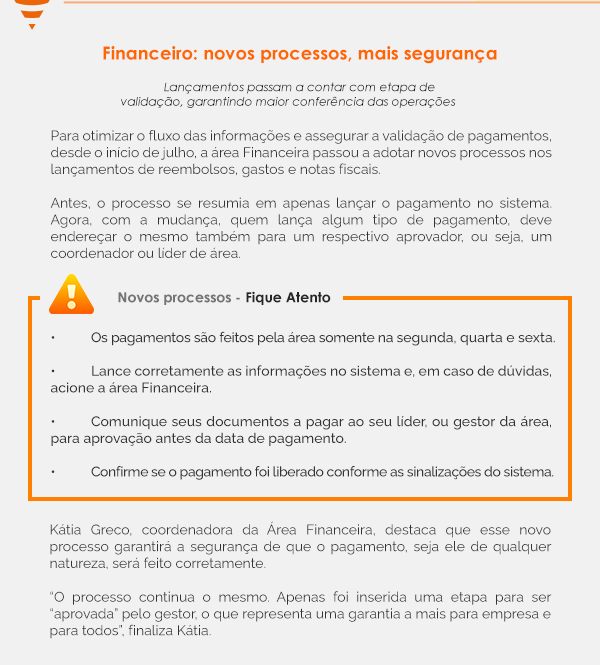 Financeiro: novos processos, mais segurança
Lançamentos passam a contar com etapa de
validação, garantindo maior conferência das operações
Para otimizar o fluxo das informações e assegurar a validação de pagamentos,
desde o início de julho, a área Financeira passou a adotar novos processos nos
lançamentos de reembolsos, gastos e notas fiscais.
Antes, o processo se resumia em apenas lançar o pagamento no sistema.
Agora, com a mudança, quem lança algum tipo de pagamento, deve
endereçar o mesmo também para um respectivo aprovador, ou seja, um
coordenador ou líder de área.
Novos processos - Fique Atento
• Os pagamentos são feitos pela área somente na segunda, quarta e sexta.
• Lance corretamente as informações no sistema e, em caso de dúvidas,
acione a área Financeira.
• Comunique seus documentos a pagar ao seu líder, ou gestor da área,
para aprovação antes da data de pagamento.
• Confirme se o pagamento foi liberado conforme as sinalizações do sistema.
Kátia Greco, coordenadora da Área Financeira, destaca que esse novo
processo garantirá a segurança de que o pagamento, seja ele de qualquer
natureza, será feito corretamente.
“O processo continua o mesmo. Apenas foi inserida uma etapa para ser
“aprovada” pelo gestor, o que representa uma garantia a mais para empresa e
para todos”, finaliza Kátia.